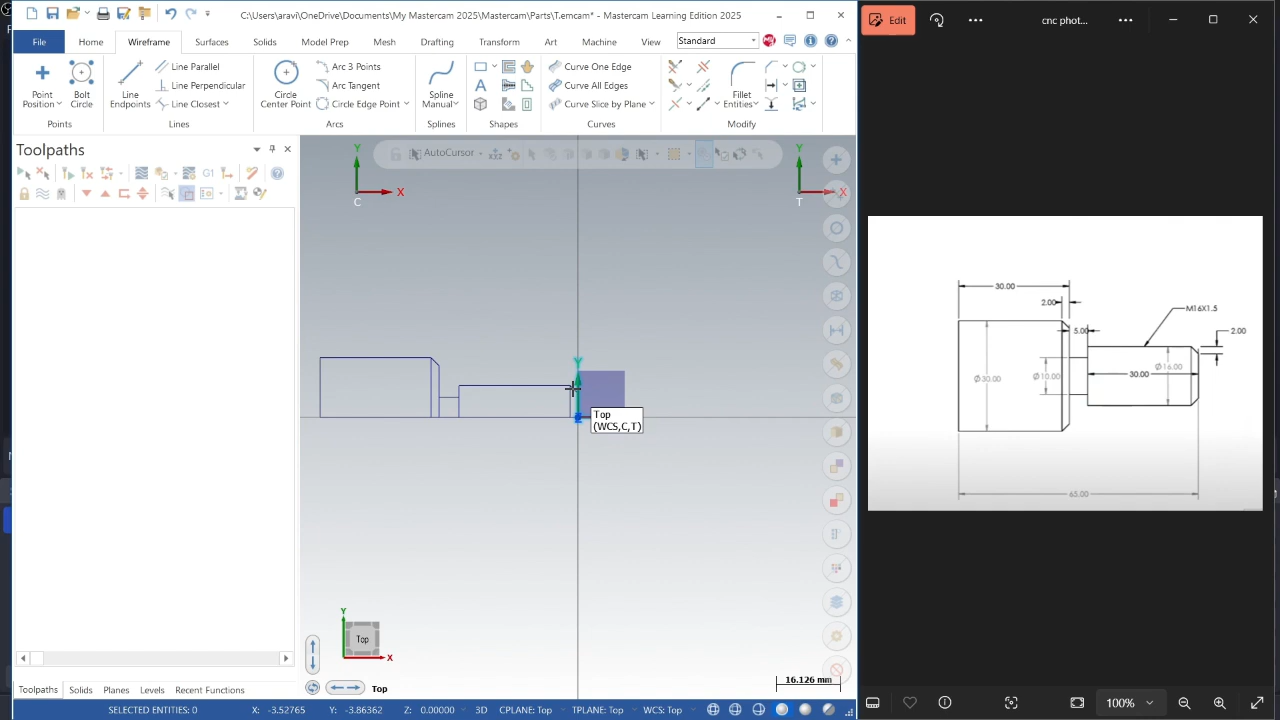 C:\Users\aravi\OneDrive\Documents\My Mastercam 2025\Mastercam\Parts\T.emcam* - Mastercam Learning Edition 2025
Edit
cnc phot...
File
Home
Wireframe
Surfaces
Solids
Model Prep
Mesh
Drafting
Transform
Art
Machine
View
Standard
Point
Position
Bolt
Circle
Points
Line
Endpoints
Line Parallel
Line Perpendicular
Line Closest
Lines
Circle
Center Point
Arc 3 Points
Arc Tangent
Circle Edge Point
Arcs
Spline
Manual
Splines
Shapes
Curve One Edge
Curve All Edges
Curve Slice by Plane
Curves
Fillet
Entities
Modify
Toolpaths
G1
AutoCursor
XYZ
Y
X
C
Y
X
T
Y
Top
(WCS,C,T)
30.00
2.00
M16X1.5
5.00
2.00
Ø16.00
Ø30.00
Ø10.00
30.00
65.00
Y
Top
X
Top
16.126 mm
Toolpaths
Solids
Planes
Levels
Recent Functions
SELECTED ENTITIES: 0
X: -3.52765
Y: -3.86362
Z: 0.00000
3D
CPLANE: Top
TPLANE: Top
WCS: Top
100%